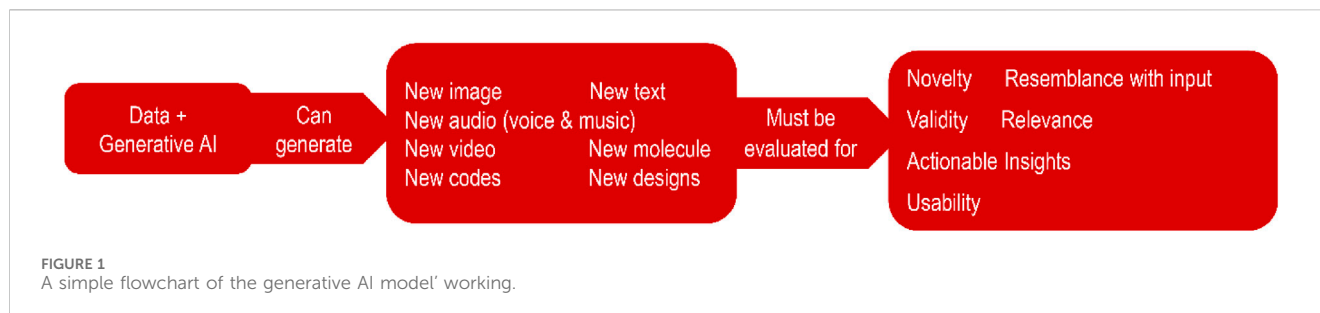 Data +
Generative AI
Can
generate
New image New text
New audio (voice & music)
New video New molecule
New codes New designs
Must be
evaluated for
Novelty Resemblance with input
Validity Relevance
Actionable Insights
Usability
FIGURE 1
A simple flowchart of the generative AI model' working.